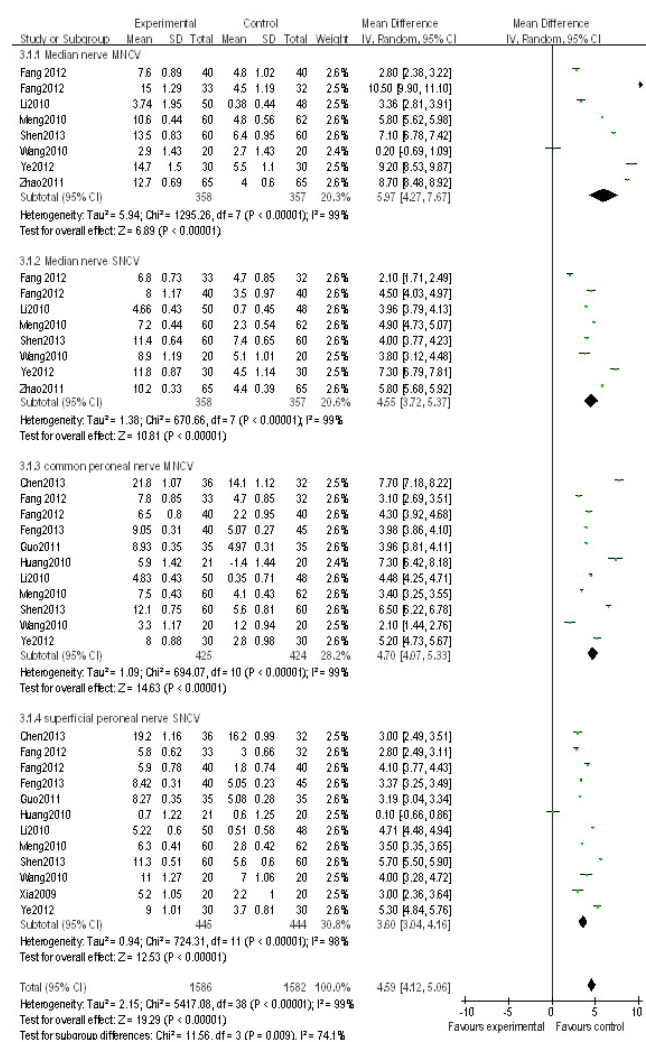 Experimental Control Mean Difference Mean Difference
Study or Subgroup Mean SD Total Mean SD Total Weight IV, Random, 95% CI IV, Random, 95% CI
3.1.1 Median nerve MNCV
Fang 2012 7.6 0.89 40 4.8 1.02 40 2.6% 2.80 [2.38, 3.22]
Fang2012 15 1.29 33 4.5 1.19 32 2.5% 10.50 [9.90, 11.10]
Li2010 3.74 1.95 50 0.38 0.44 48 2.5% 3.36 [2.81, 3.91]
Meng2010 10.6 0.44 60 4.8 0.56 62 2.6% 5.80 [5.62, 5.98]
Shen2013 13.5 0.83 60 6.4 0.95 60 2.6% 7.10 [6.78, 7.42]
Wang2010 2.9 1.43 20 2.7 1.43 20 2.4% 0.20 [-0.69, 1.09]
Ye2012 14.7 1.5 30 5.5 1.1 30 2.5% 9.20 [8.53, 9.87]
Zhao2011 12.7 0.69 65 4 0.6 65 2.6% 8.70 [8.48, 8.92]
Subtotal (95% CI) 358 357 20.3% 5.97 [4.27, 7.67]
Heterogeneity: Tau² = 5.94; Chi² = 1295.26, df = 7 (P < 0.00001); I² = 99%
Test for overall effect: Z = 6.89 (P < 0.00001)
3.1.2 Median nerve SNCV
Fang 2012 6.8 0.73 33 4.7 0.85 32 2.6% 2.10 [1.71, 2.49]
Fang2012 8 1.17 40 3.5 0.97 40 2.6% 4.50 [4.03, 4.97]
Li2010 4.66 0.43 50 0.7 0.45 48 2.6% 3.96 [3.79, 4.13]
Meng2010 7.2 0.44 60 2.3 0.54 62 2.6% 4.90 [4.73, 5.07]
Shen2013 11.4 0.64 60 7.4 0.65 60 2.6% 4.00 [3.77, 4.23]
Wang2010 8.9 1.19 20 5.1 1.01 20 2.5% 3.80 [3.12, 4.48]
Ye2012 11.8 0.87 30 4.5 1.14 30 2.5% 7.30 [6.79, 7.81]
Zhao2011 10.2 0.33 65 4.4 0.39 65 2.6% 5.80 [5.68, 5.92]
Subtotal (95% CI) 358 357 20.6% 4.55 [3.72, 5.37]
Heterogeneity: Tau² = 1.38; Chi² = 670.66, df = 7 (P < 0.00001); I² = 99%
Test for overall effect: Z = 10.81 (P < 0.00001)
3.1.3 common peroneal nerve MNCV
Chen2013 21.8 1.07 36 14.1 1.12 32 2.5% 7.70 [7.18, 8.22]
Fang 2012 7.8 0.85 33 4.7 0.85 32 2.6% 3.10 [2.69, 3.51]
Fang2012 6.5 0.8 40 2.2 0.95 40 2.6% 4.30 [3.92, 4.68]
Feng2013 9.05 0.31 40 5.07 0.27 45 2.6% 3.98 [3.86, 4.10]
Guo2011 8.93 0.35 35 4.97 0.31 35 2.6% 3.96 [3.81, 4.11]
Huang2010 5.9 1.42 21 -1.4 1.44 20 2.4% 7.30 [6.42, 8.18]
Li2010 4.83 0.43 50 0.35 0.71 48 2.6% 4.48 [4.25, 4.71]
Meng2010 7.5 0.43 60 4.1 0.43 62 2.6% 3.40 [3.25, 3.55]
Shen2013 12.1 0.75 60 5.6 0.81 60 2.6% 6.50 [6.22, 6.78]
Wang2010 3.3 1.17 20 1.2 0.94 20 2.5% 2.10 [1.44, 2.76]
Ye2012 8 0.88 30 2.8 0.98 30 2.6% 5.20 [4.73, 5.67]
Subtotal (95% CI) 425 424 28.2% 4.70 [4.07, 5.33]
Heterogeneity: Tau² = 1.09; Chi² = 694.07, df = 10 (P < 0.00001); I² = 99%
Test for overall effect: Z = 14.63 (P < 0.00001)
3.1.4 superficial peroneal nerve SNCV
Chen2013 19.2 1.16 36 16.2 0.99 32 2.5% 3.00 [2.49, 3.51]
Fang 2012 5.8 0.62 33 3 0.66 32 2.6% 2.80 [2.49, 3.11]
Fang2012 5.9 0.78 40 1.8 0.74 40 2.6% 4.10 [3.77, 4.43]
Feng2013 8.42 0.31 40 5.05 0.23 45 2.6% 3.37 [3.25, 3.49]
Guo2011 8.27 0.35 35 5.08 0.28 35 2.6% 3.19 [3.04, 3.34]
Huang2010 0.7 1.22 21 0.6 1.25 20 2.4% 0.10 [-0.66, 0.86]
Li2010 5.22 0.6 50 0.51 0.58 48 2.6% 4.71 [4.48, 4.94]
Meng2010 6.3 0.41 60 2.8 0.42 62 2.6% 3.50 [3.35, 3.65]
Shen2013 11.3 0.51 60 5.6 0.6 60 2.6% 5.70 [5.50, 5.90]
Wang2010 11 1.27 20 7 1.06 20 2.4% 4.00 [3.28, 4.72]
Xia2009 5.2 1.05 20 2.2 1 20 2.5% 3.00 [2.36, 3.64]
Ye2012 9 1.01 30 3.7 0.81 30 2.6% 5.30 [4.84, 5.76]
Subtotal (95% CI) 445 444 30.8% 3.60 [3.04, 4.16]
Heterogeneity: Tau² = 0.94; Chi² = 724.31, df = 11 (P < 0.00001); I² = 98%
Test for overall effect: Z = 12.53 (P < 0.00001)
Total (95% CI) 1586 1582 100.0% 4.59 [4.12, 5.06]
Heterogeneity: Tau² = 2.15; Chi² = 5417.08, df = 38 (P < 0.00001); I² = 99%
Test for overall effect: Z = 19.29 (P < 0.00001)
Test for subgroup differences: Chi² = 11.56, df = 3 (P = 0.009), I² = 74.1%
-10 -5 0 5 10
Favours experimental Favours control